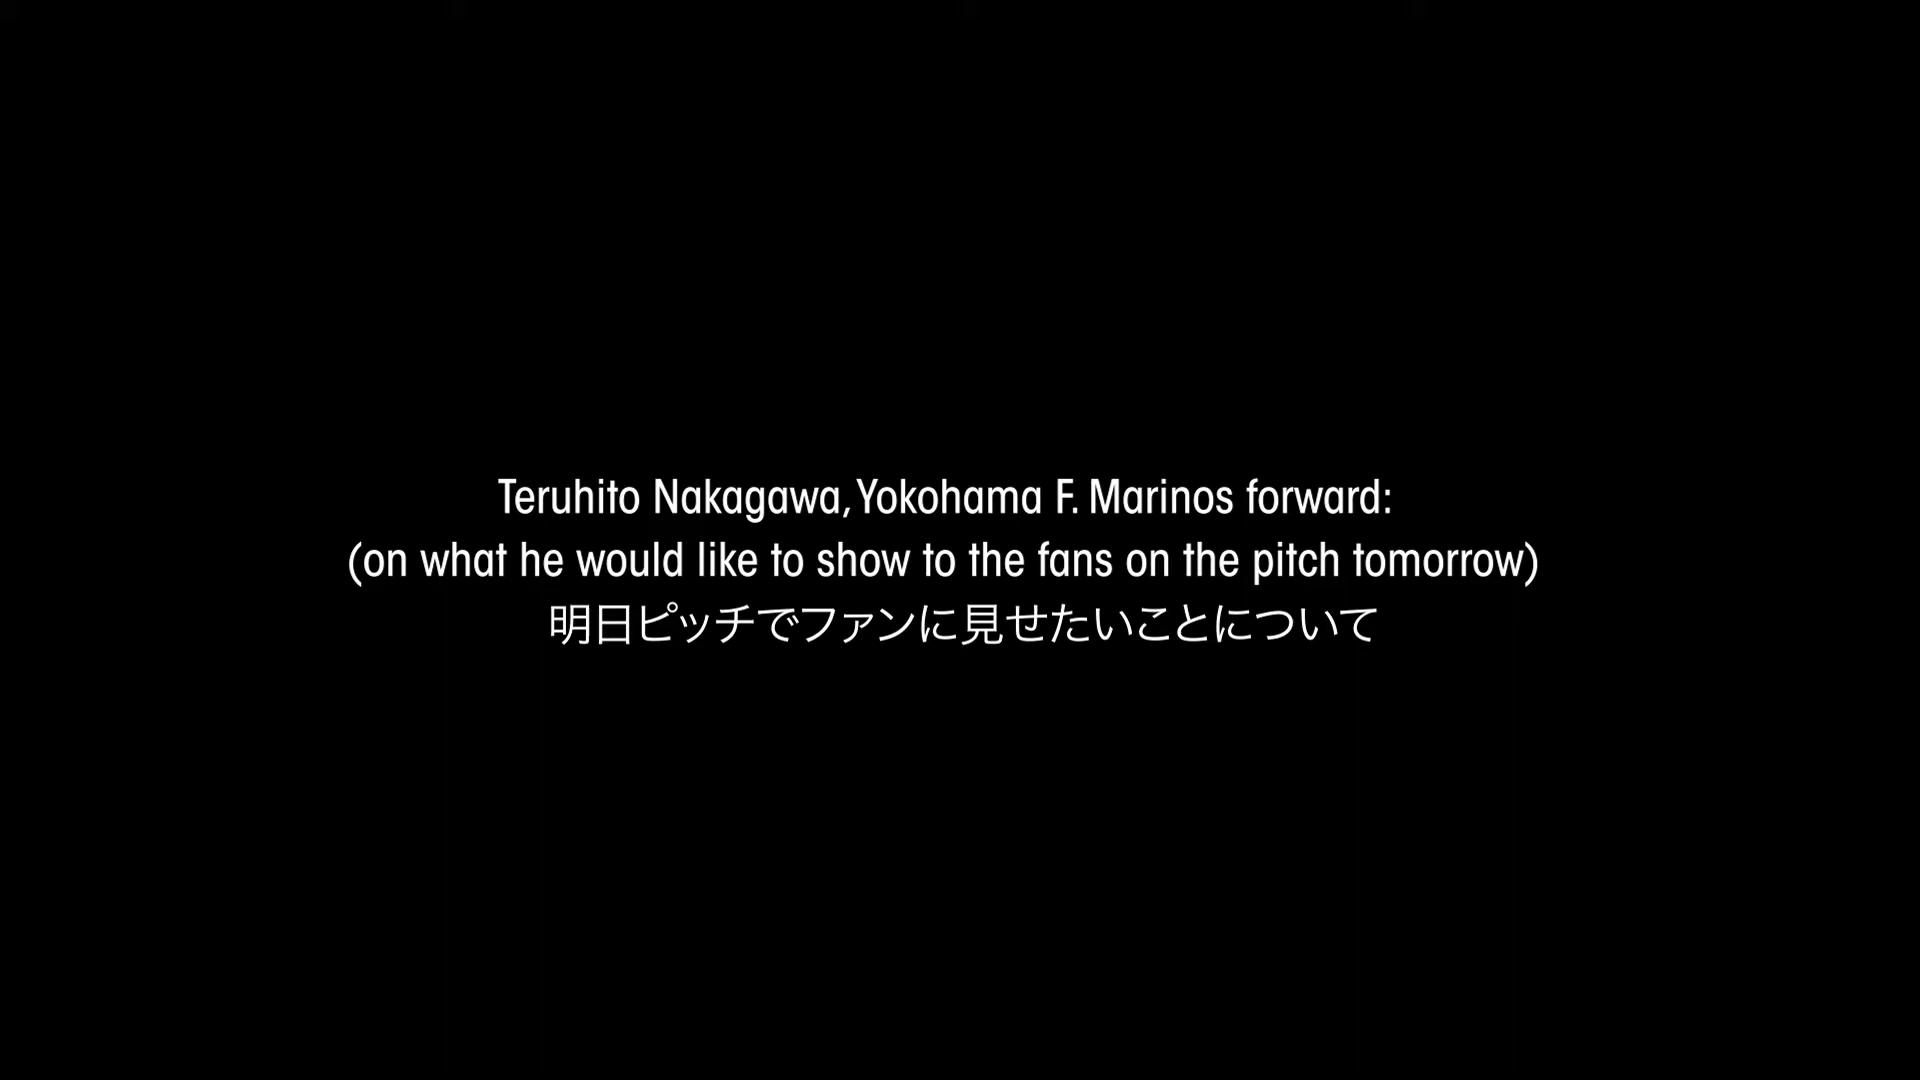 Teruhito Nakagawa, Yokohama F. Marinos forward:
(on what he would like to show to the fans on the pitch tomorrow)
明日ピッチでファンに見せたいことについて